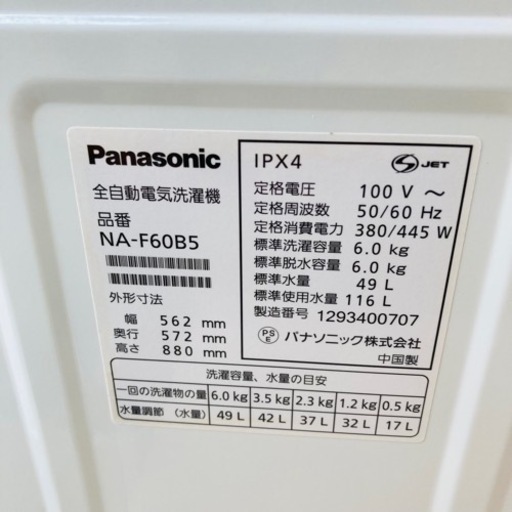 Panasonic
全自動電気洗濯機
品番
NA-F60B5
外形寸法
幅 562 mm
奥行 572 mm
高さ 880 mm
IPX4
S JET
定格電圧 100 V ～
定格周波数 50/60 Hz
定格消費電力 380/445 W
標準洗濯容量 6.0 kg
標準脱水容量 6.0 kg
標準水量 49 L
標準使用水量 116 L
製造番号 1293400707
PSE パナソニック株式会社
中国製
洗濯容量、水量の目安
一回の洗濯物の量 6.0 kg 3.5 kg 2.3 kg 1.2 kg 0.5 kg
水量調節（水量） 49 L 42 L 37 L 32 L 17 L